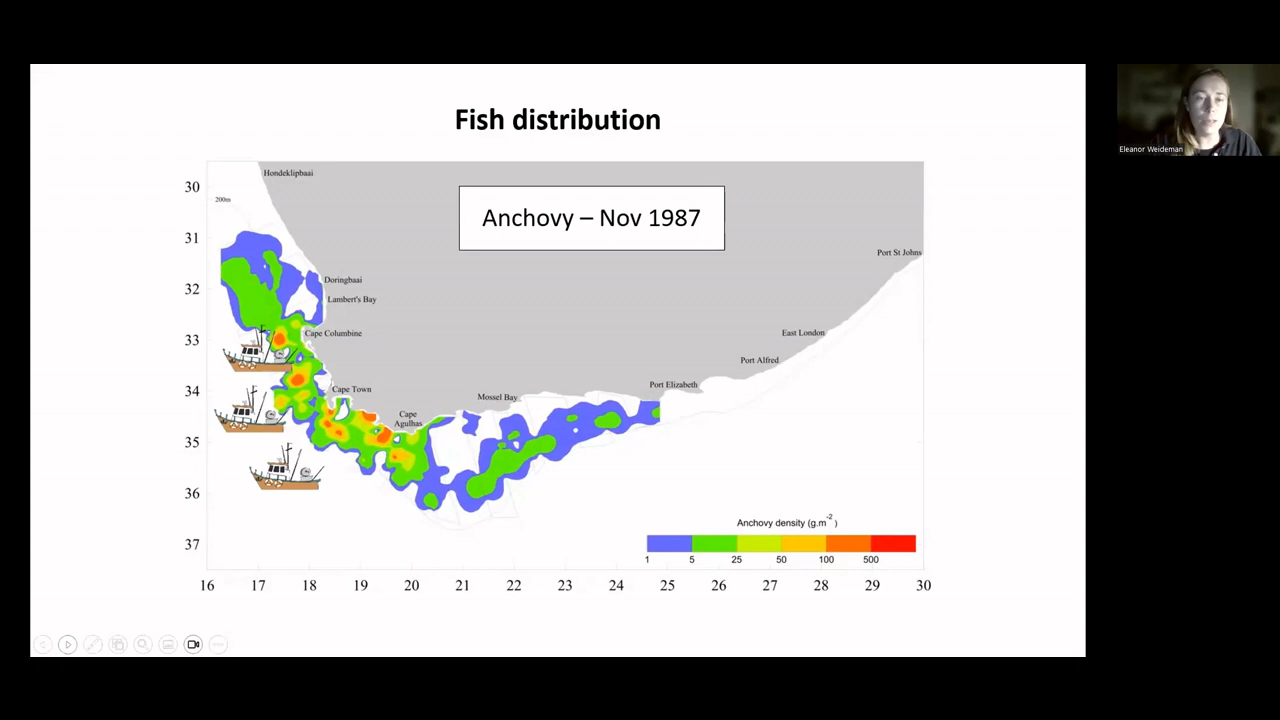 Fish distribution
Eleanor Weideman
Anchovy – Nov 1987
Hondeklipbaai
200m
Port St Johns
Doringbaai
Lambert's Bay
Cape Columbine
East London
Port Alfred
Port Elizabeth
Cape Town
Mossel Bay
Cape
Agulhas
30
31
32
33
34
35
36
37
Anchovy density (g.m-2)
1 5 25 50 100 500
16 17 18 19 20 21 22 23 24 25 26 27 28 29 30